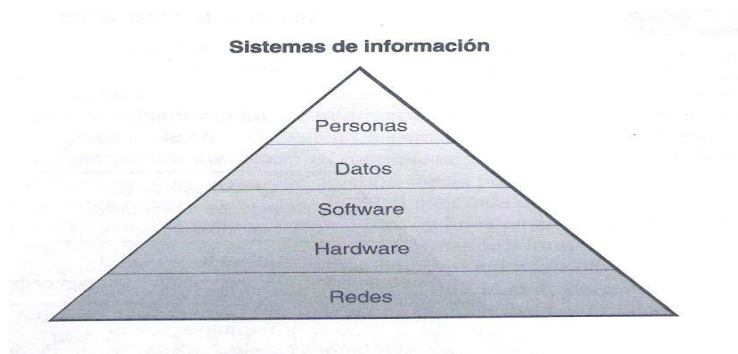 Sistemas de información
Personas
Datos
Software
Hardware
Redes